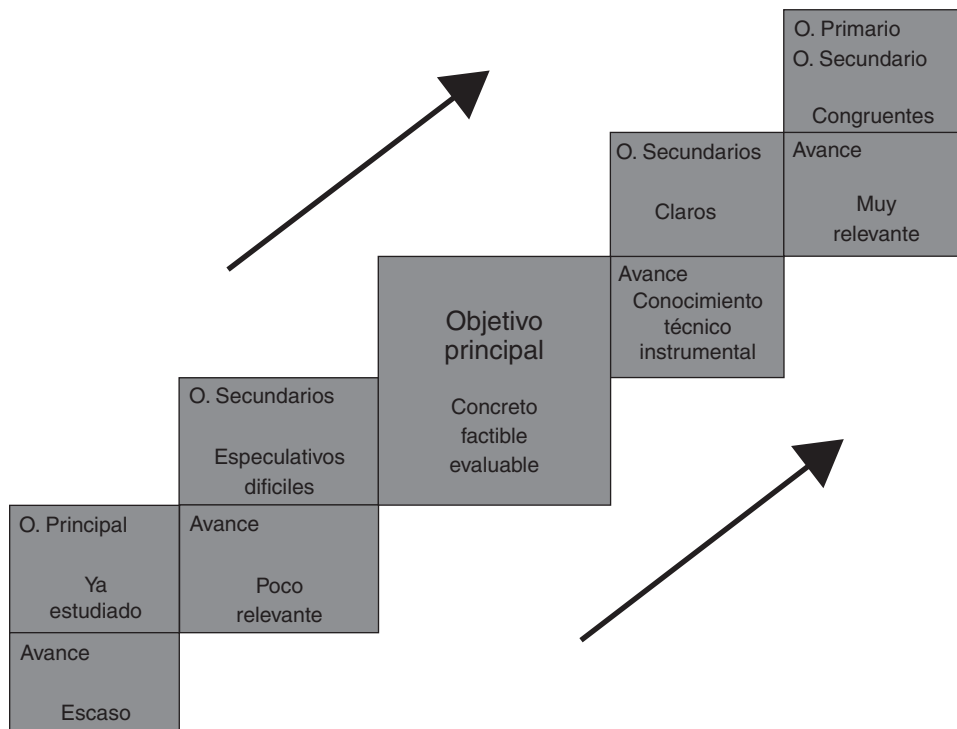 O. Primario
O. Secundario
Congruentes
O. Secundarios
Claros
Avance
Muy
relevante
Objetivo
principal
Concreto
factible
evaluable
Avance
Conocimiento
técnico
instrumental
O. Secundarios
Especulativos
dificiles
O. Principal
Ya
estudiado
Avance
Poco
relevante
Avance
Escaso